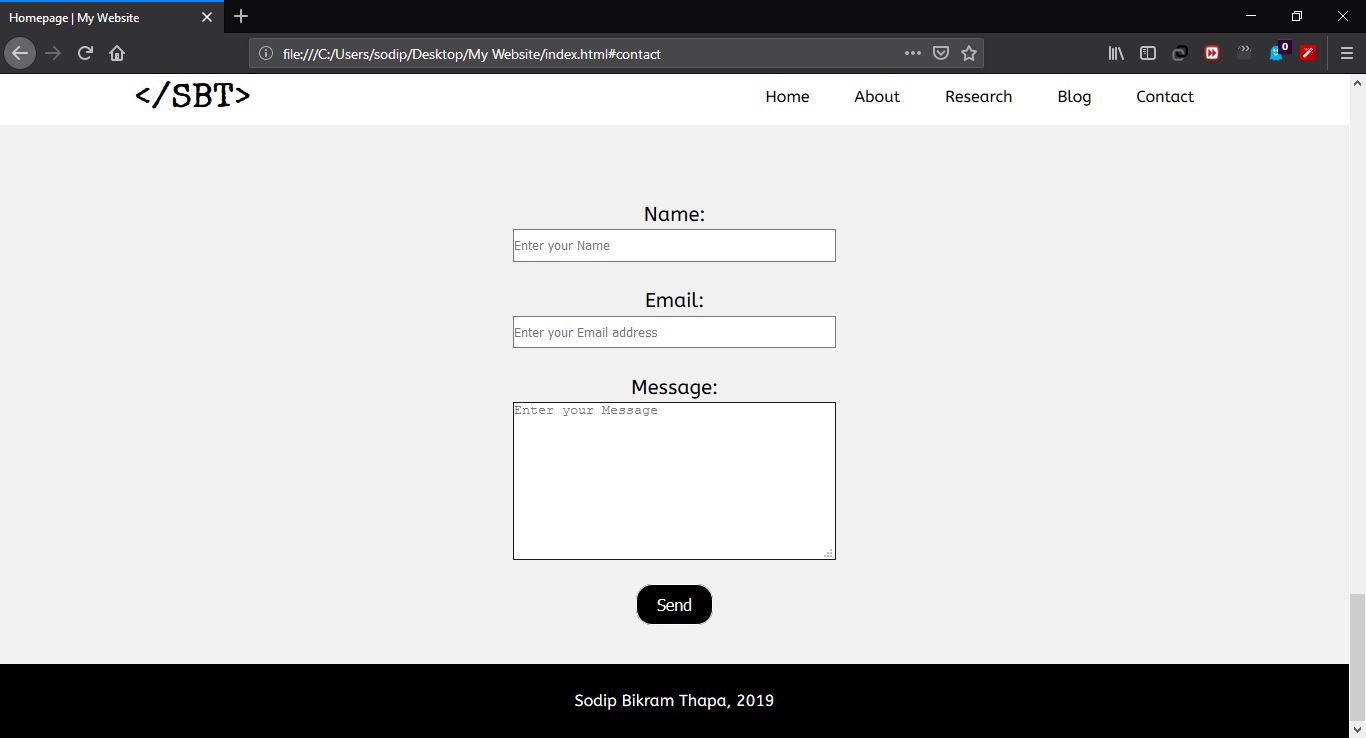 Homepage | My Website
file:///C:/Users/sodip/Desktop/My Website/index.html#contact
0
</SBT>
Home About Research Blog Contact
Name:
Enter your Name
Email:
Enter your Email address
Message:
Enter your Message
Send
Sodip Bikram Thapa, 2019